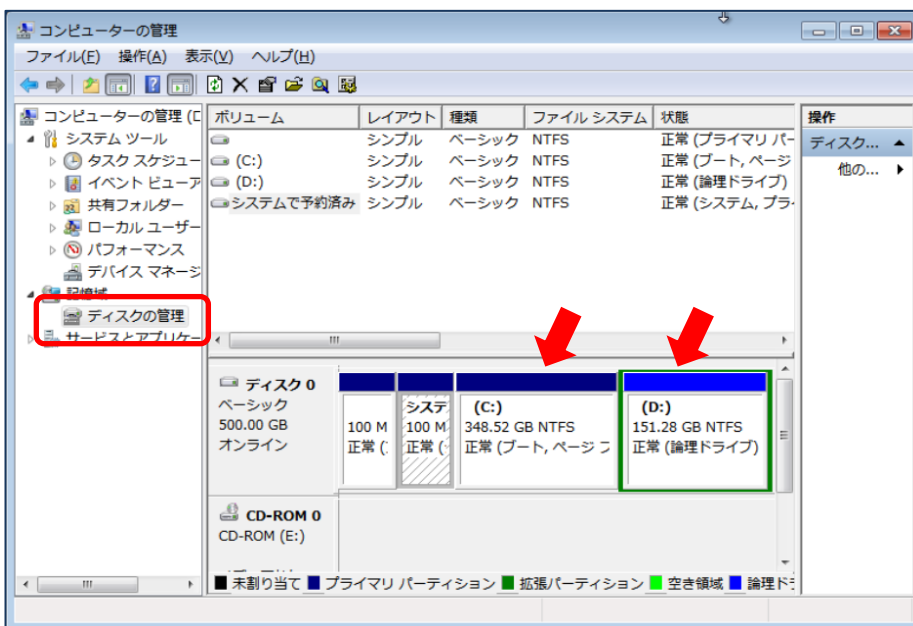 コンピューターの管理
ファイル(F) 操作(A) 表示(V) ヘルプ(H)
コンピューターの管理 (
システム ツール
タスク スケジュー
イベント ビューア
共有フォルダー
ローカル ユーザー
パフォーマンス
デバイス マネージ
記憶域
ディスクの管理
サービスとアプリケー
ボリューム レイアウト 種類 ファイル システム 状態
シンプル ベーシック NTFS 正常 (プライマリ パー
(C:) シンプル ベーシック NTFS 正常 (ブート, ページ
(D:) シンプル ベーシック NTFS 正常 (論理ドライブ)
システムで予約済み シンプル ベーシック NTFS 正常 (システム, プラ
ディスク 0
ベーシック
500.00 GB
オンライン
100 M
正常 (
システ
100 M
正常 (
(C:)
348.52 GB NTFS
正常 (ブート, ページ フ
(D:)
151.28 GB NTFS
正常 (論理ドライブ)
CD-ROM 0
CD-ROM (E:)
未割り当て プライマリ パーティション 拡張パーティション 空き領域 論理ド
操作
ディスク...
他の...